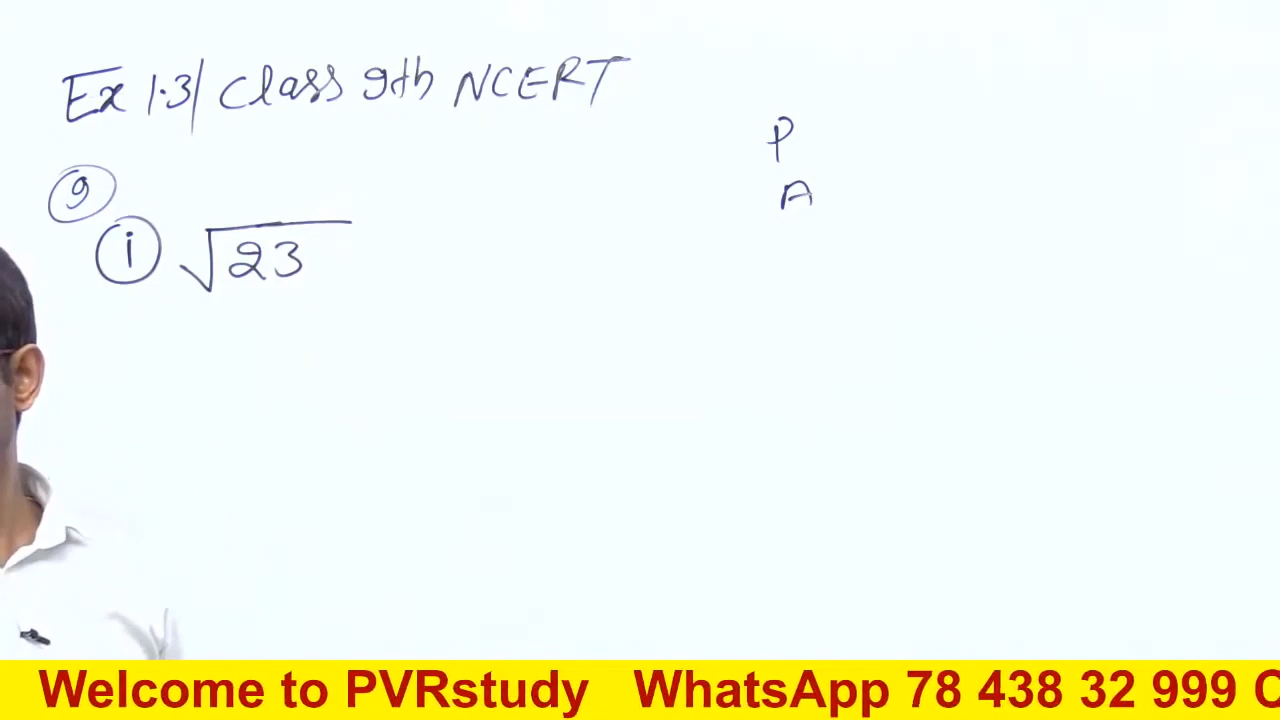 Ex 1.3| Class 9th NCERT
P
A
9
i √23
Welcome to PVRstudy WhatsApp 78 438 32 999 C